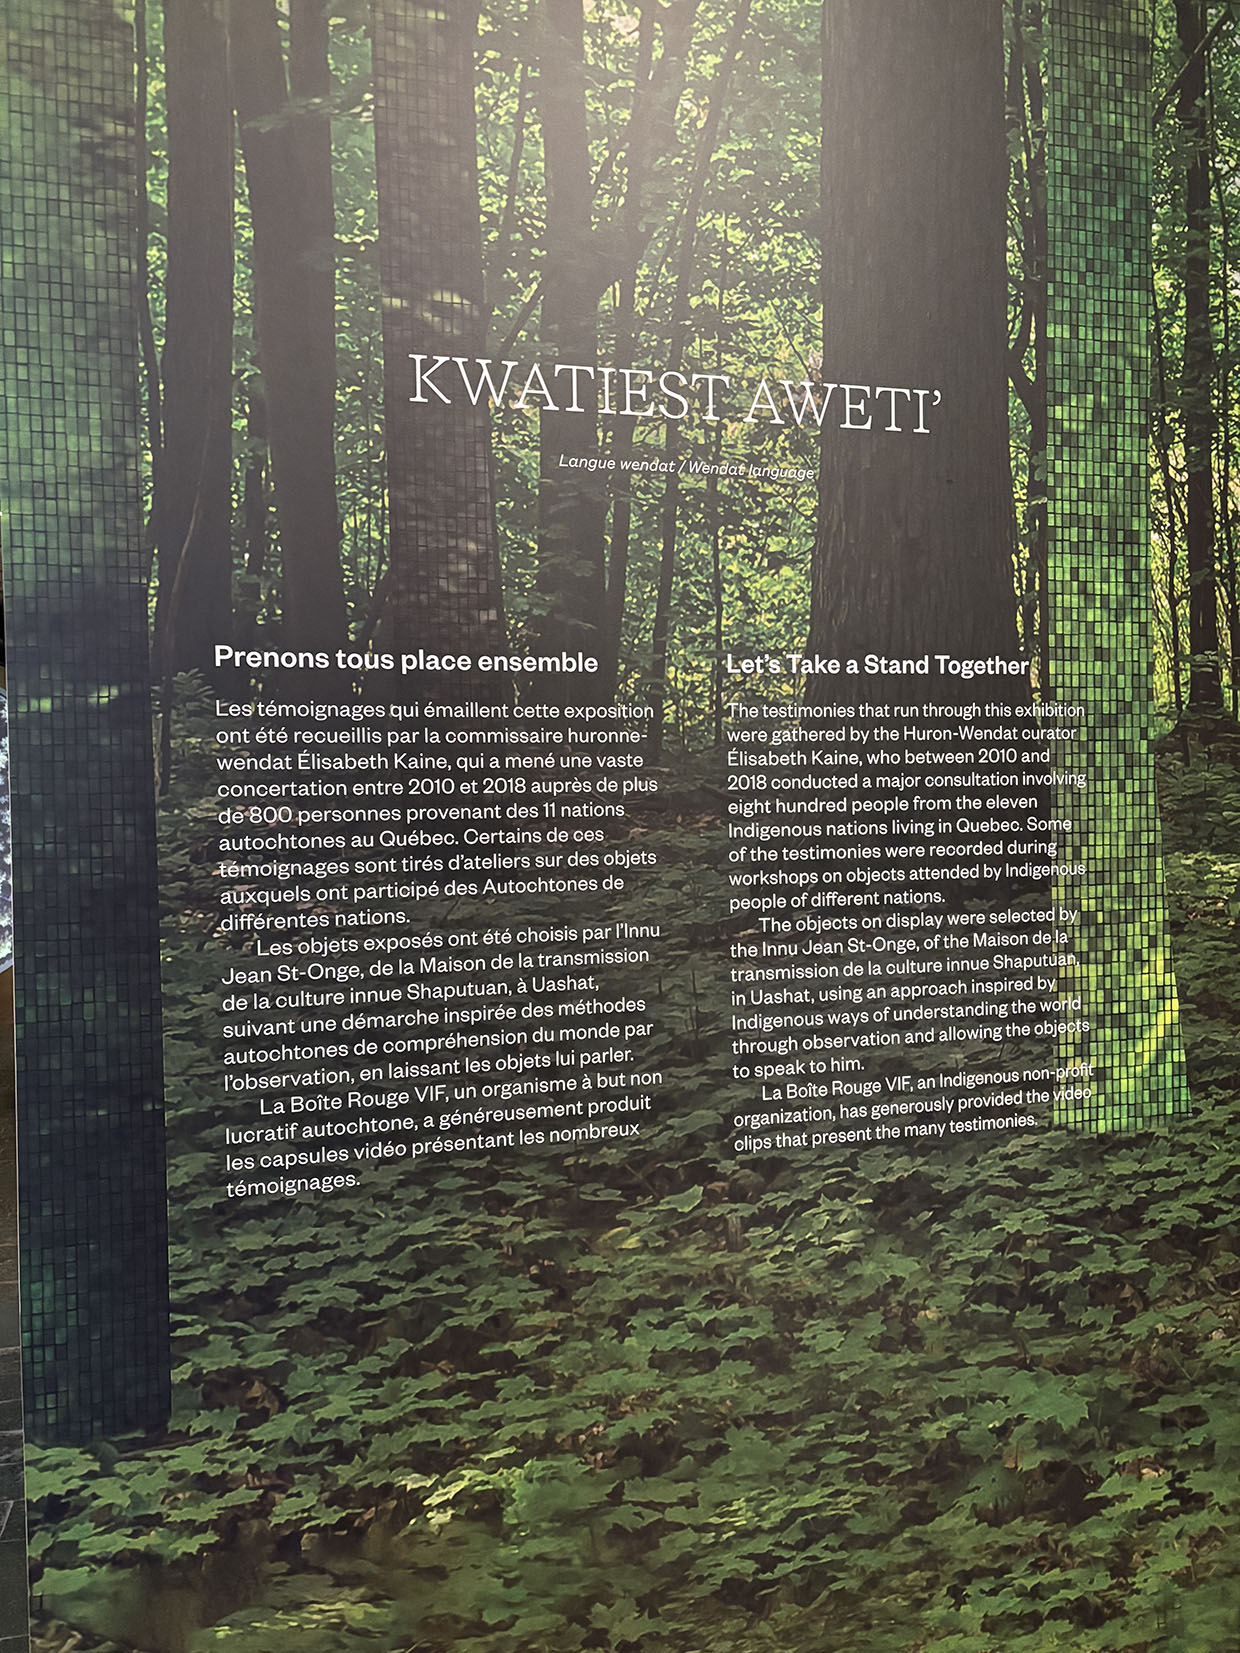 KWATIEST AWETI’
Langue wendat / Wendat language
Prenons tous place ensemble
Les témoignages qui émaillent cette exposition
ont été recueillis par la commissaire huronne-
wendat Élisabeth Kaine, qui a mené une vaste
concertation entre 2010 et 2018 auprès de plus
de 800 personnes provenant des 11 nations
autochtones au Québec. Certains de ces
témoignages sont tirés d’ateliers sur des objets
auxquels ont participé des Autochtones de
différentes nations.
Les objets exposés ont été choisis par l’Innu
Jean St-Onge, de la Maison de la transmission
de la culture innue Shaputuan, à Uashat,
suivant une démarche inspirée des méthodes
autochtones de compréhension du monde par
l’observation, en laissant les objets lui parler.
La Boîte Rouge VIF, un organisme à but non
lucratif autochtone, a généreusement produit
les capsules vidéo présentant les nombreux
témoignages.
Let’s Take a Stand Together
The testimonies that run through this exhibition
were gathered by the Huron-Wendat curator
Élisabeth Kaine, who between 2010 and
2018 conducted a major consultation involving
eight hundred people from the eleven
Indigenous nations living in Quebec. Some
of the testimonies were recorded during
workshops on objects attended by Indigenous
people of different nations.
The objects on display were selected by
the Innu Jean St-Onge, of the Maison de la
transmission de la culture innue Shaputuan,
in Uashat, using an approach inspired by
Indigenous ways of understanding the world
through observation and allowing the objects
to speak to him.
La Boîte Rouge VIF, an Indigenous non-profit
organization, has generously provided the video
clips that present the many testimonies.